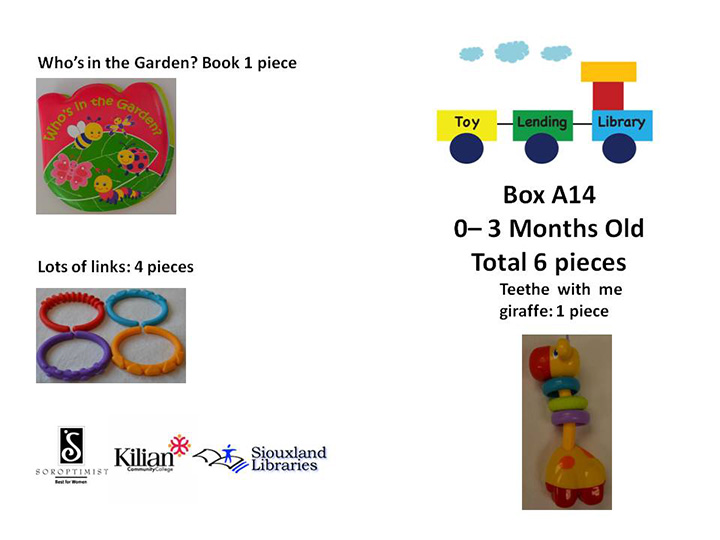 Who's in the Garden? Book 1 piece
Who's in the Garden?
Lots of links: 4 pieces
SOROPTIMIST
Best for Women
Kilian
CommunityCollege
Siouxland
Libraries
Toy Lending Library
Box A14
0– 3 Months Old
Total 6 pieces
Teethe with me
giraffe: 1 piece